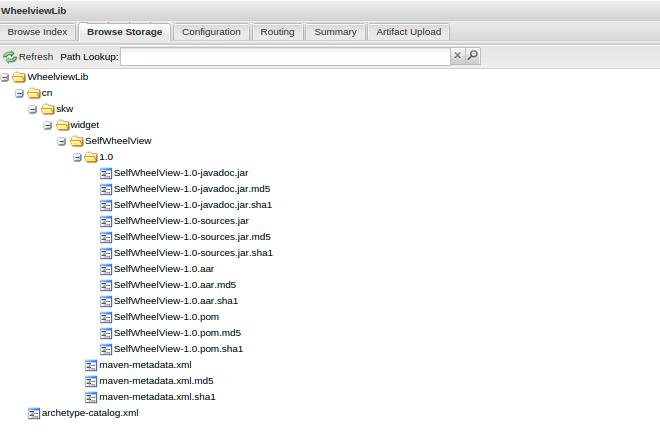 WheelviewLib
Browse Index Browse Storage Configuration Routing Summary Artifact Upload
Refresh Path Lookup:
WheelviewLib
cn
skw
widget
SelfWheelView
1.0
SelfWheelView-1.0-javadoc.jar
SelfWheelView-1.0-javadoc.jar.md5
SelfWheelView-1.0-javadoc.jar.sha1
SelfWheelView-1.0-sources.jar
SelfWheelView-1.0-sources.jar.md5
SelfWheelView-1.0-sources.jar.sha1
SelfWheelView-1.0.aar
SelfWheelView-1.0.aar.md5
SelfWheelView-1.0.aar.sha1
SelfWheelView-1.0.pom
SelfWheelView-1.0.pom.md5
SelfWheelView-1.0.pom.sha1
maven-metadata.xml
maven-metadata.xml.md5
maven-metadata.xml.sha1
archetype-catalog.xml